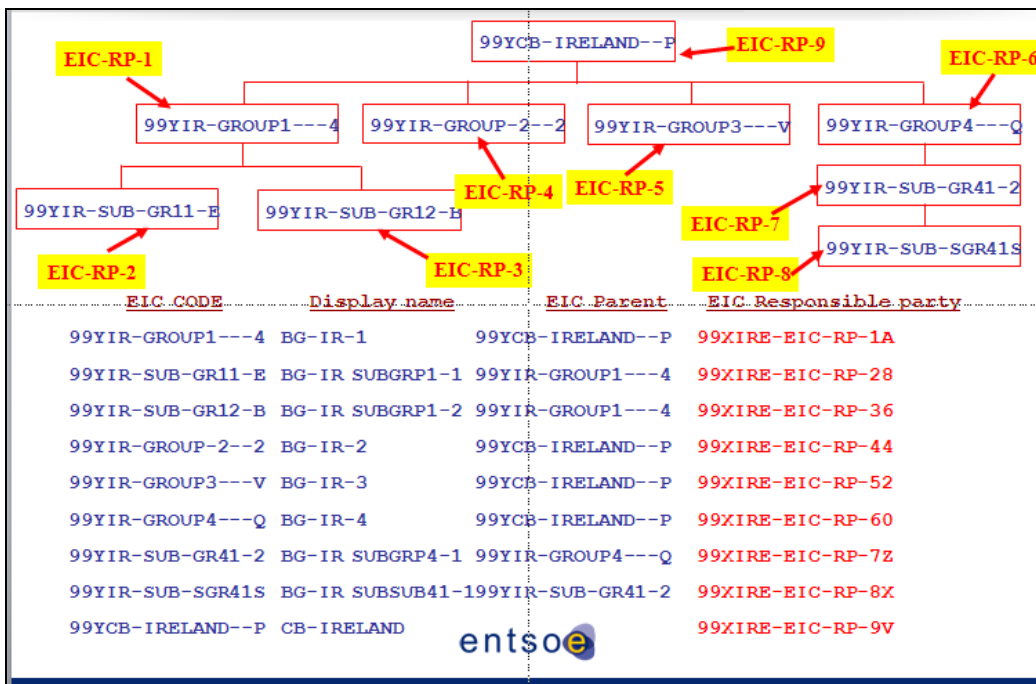 99YCB-IRELAND--P
EIC-RP-9
EIC-RP-1
EIC-RP-6
99YIR-GROUP1---4
99YIR-GROUP-2--2
99YIR-GROUP3---V
99YIR-GROUP4---Q
EIC-RP-4
EIC-RP-5
99YIR-SUB-GR41-2
99YIR-SUB-GR11-E
99YIR-SUB-GR12-B
EIC-RP-7
99YIR-SUB-SGR41S
EIC-RP-2
EIC-RP-3
EIC-RP-8
EIC CODE Display name EIC Parent EIC Responsible party
99YIR-GROUP1---4 BG-IR-1 99YCB-IRELAND--P 99XIRE-EIC-RP-1A
99YIR-SUB-GR11-E BG-IR SUBGRP1-1 99YIR-GROUP1---4 99XIRE-EIC-RP-28
99YIR-SUB-GR12-B BG-IR SUBGRP1-2 99YIR-GROUP1---4 99XIRE-EIC-RP-36
99YIR-GROUP-2--2 BG-IR-2 99YCB-IRELAND--P 99XIRE-EIC-RP-44
99YIR-GROUP3---V BG-IR-3 99YCB-IRELAND--P 99XIRE-EIC-RP-52
99YIR-GROUP4---Q BG-IR-4 99YCB-IRELAND--P 99XIRE-EIC-RP-60
99YIR-SUB-GR41-2 BG-IR SUBGRP4-1 99YIR-GROUP4---Q 99XIRE-EIC-RP-7Z
99YIR-SUB-SGR41S BG-IR SUBSUB41-199YIR-SUB-GR41-2 99XIRE-EIC-RP-8X
99YCB-IRELAND--P CB-IRELAND 99XIRE-EIC-RP-9V
entsoe